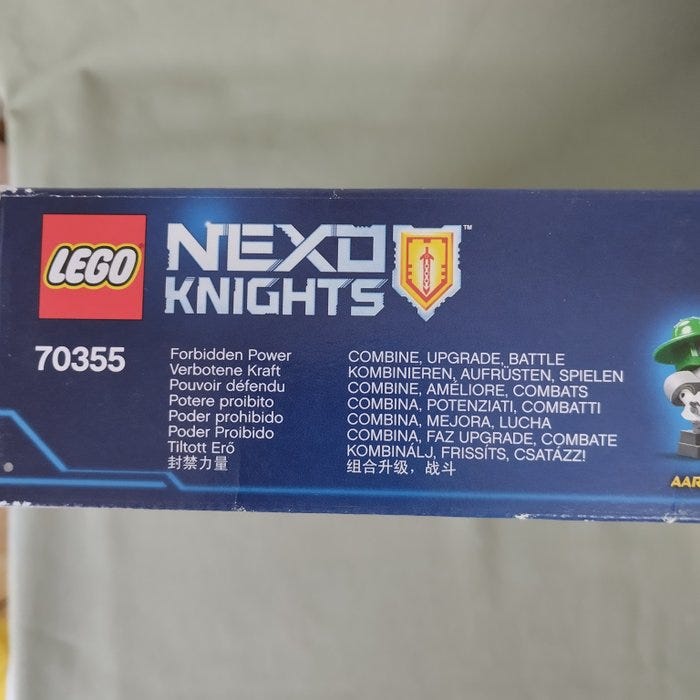 LEGO
NEXO
KNIGHTS
™
70355
Forbidden Power
Verbotene Kraft
Pouvoir défendu
Potere proibito
Poder prohibido
Poder Proibido
Tiltott Erő
封禁力量
COMBINE, UPGRADE, BATTLE
KOMBINIEREN, AUFRÜSTEN, SPIELEN
COMBINE, AMÉLIORE, COMBATS
COMBINA, POTENZIATI, COMBATTI
COMBINA, MEJORA, LUCHA
COMBINA, FAZ UPGRADE, COMBATE
KOMBINÁLJ, FRISSÍTS, CSATÁZZ!
组合升级，战斗
AAR